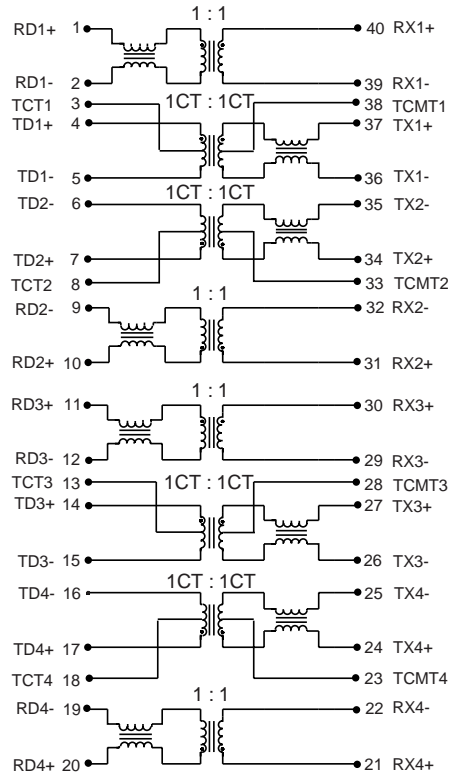 1 : 1
RD1+ 1 40 RX1+
RD1- 2 39 RX1-
TCT1 3 1CT : 1CT 38 TCMT1
TD1+ 4 37 TX1+
TD1- 5 36 TX1-
1CT : 1CT
TD2- 6 35 TX2-
TD2+ 7 34 TX2+
TCT2 8 33 TCMT2
1 : 1
RD2- 9 32 RX2-
RD2+ 10 31 RX2+
1 : 1
RD3+ 11 30 RX3+
RD3- 12 29 RX3-
TCT3 13 1CT : 1CT 28 TCMT3
TD3+ 14 27 TX3+
TD3- 15 26 TX3-
1CT : 1CT
TD4- 16 25 TX4-
TD4+ 17 24 TX4+
TCT4 18 23 TCMT4
1 : 1
RD4- 19 22 RX4-
RD4+ 20 21 RX4+